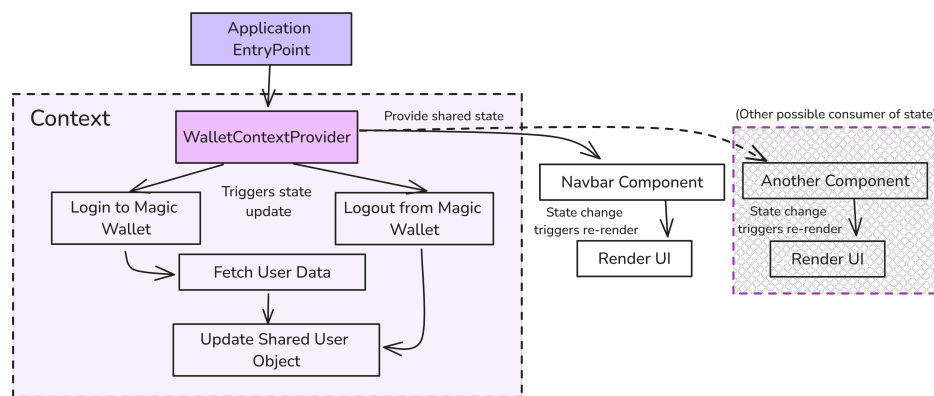 Application
EntryPoint
Context
WalletContextProvider
Provide shared state
(Other possible consumer of state)
Login to Magic
Wallet
Triggers state
update
Logout from Magic
Wallet
Navbar Component
Another Component
State change
triggers re-render
State change
triggers re-render
Fetch User Data
Render UI
Render UI
Update Shared User
Object